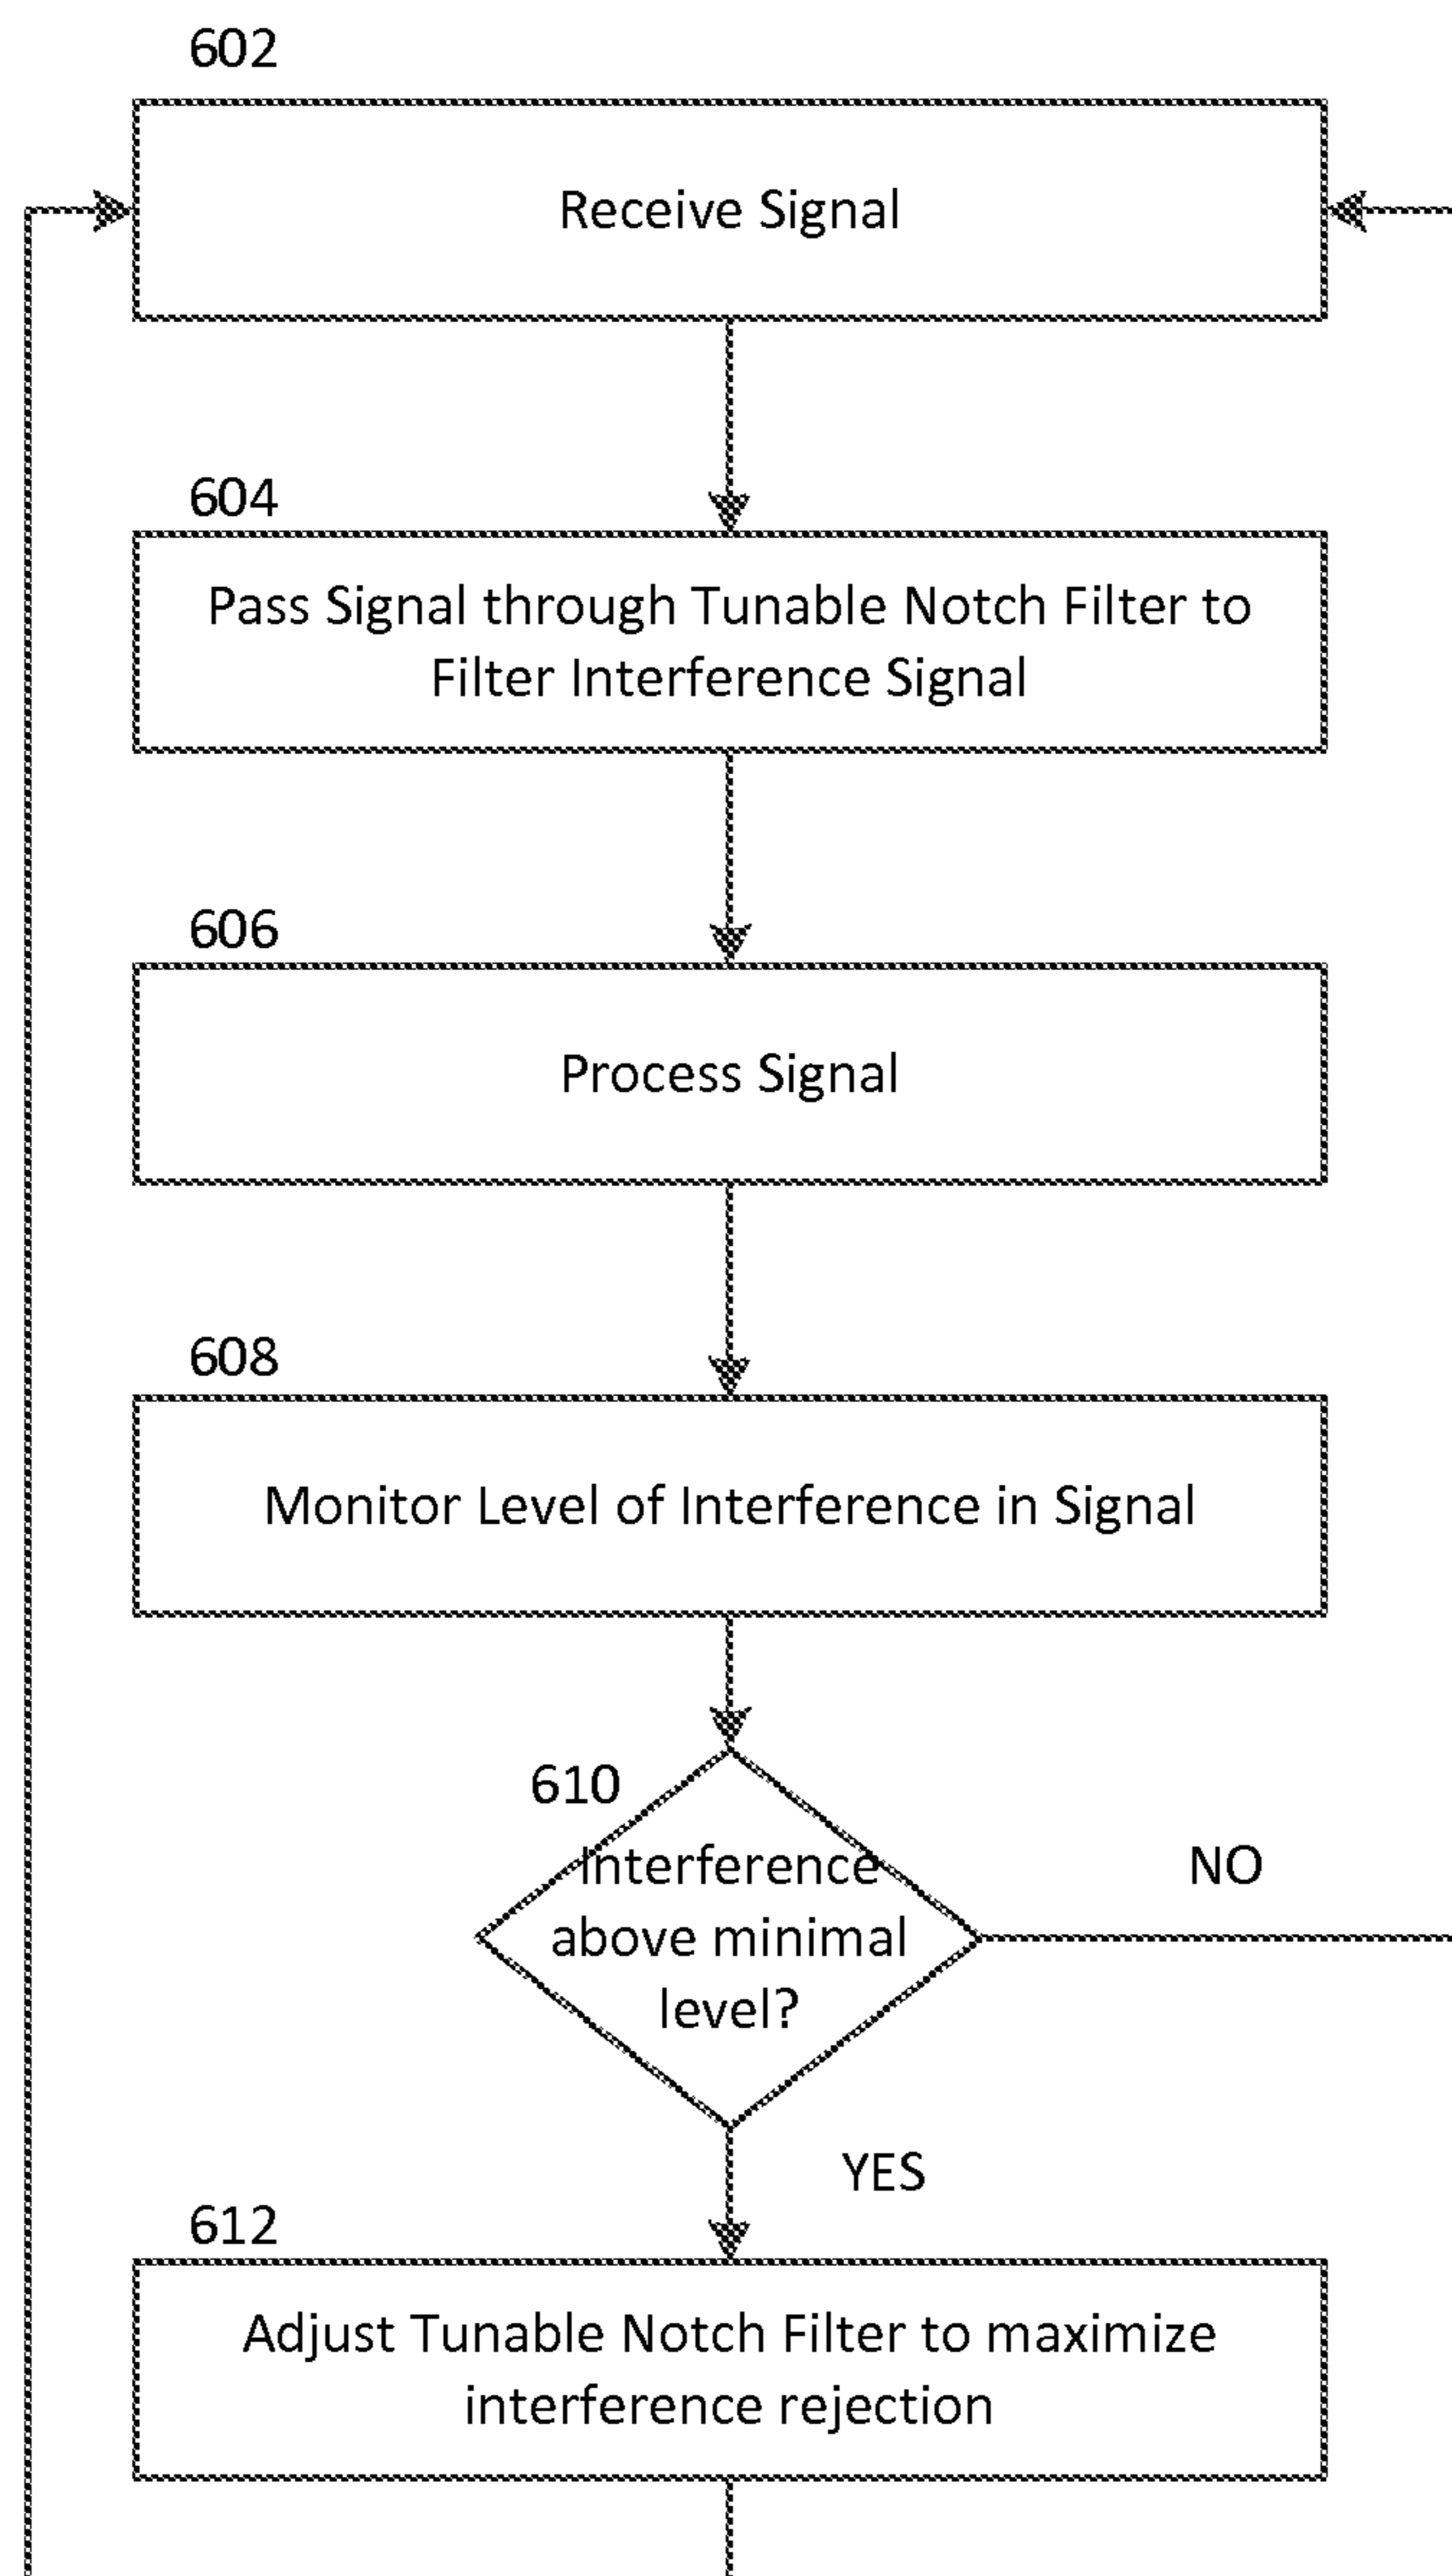 602
Receive Signal
604
Pass Signal through Tunable Notch Filter to
Filter Interference Signal
606
Process Signal
608
Monitor Level of Interference in Signal
610
Interference
above minimal
level?
NO
YES
612
Adjust Tunable Notch Filter to maximize
interference rejection